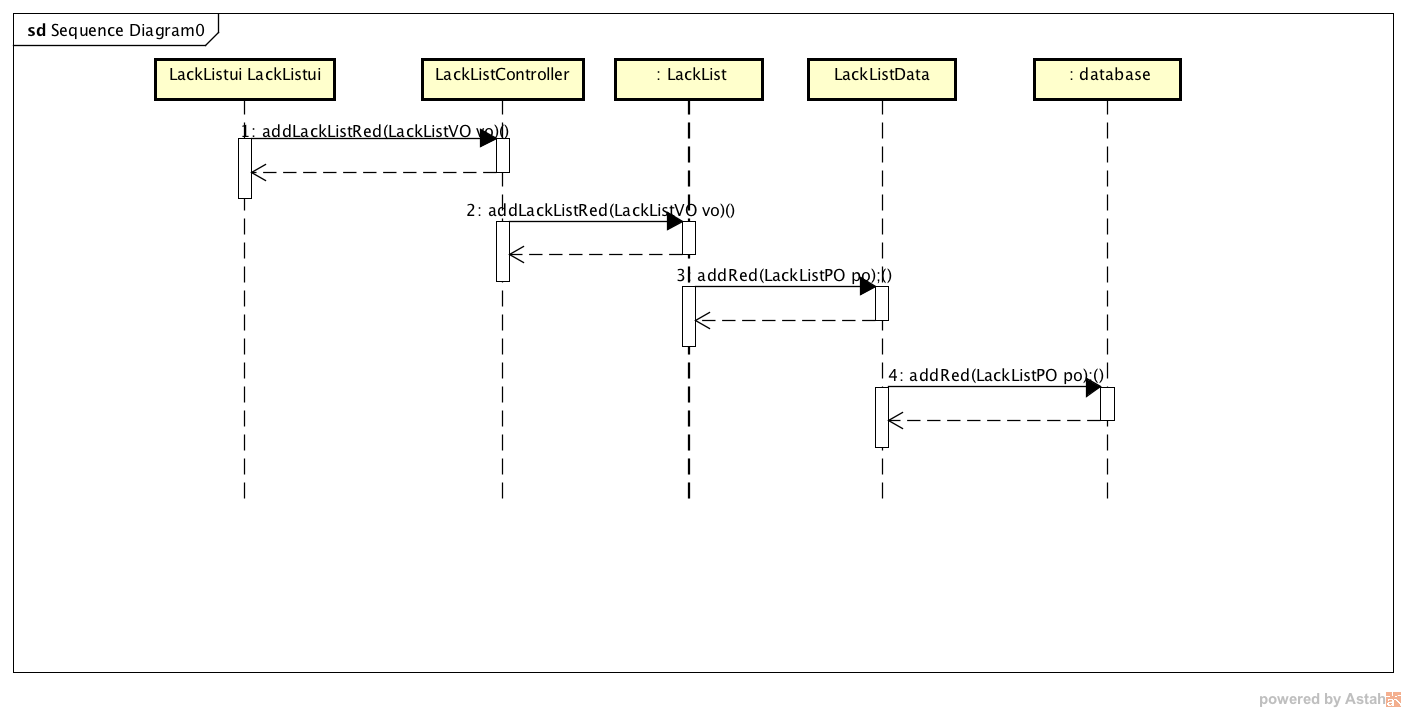 sd Sequence Diagram0
LackListui LackListui
LackListController
: LackList
LackListData
: database
1: addLackListRed(LackListVO vo)()
2: addLackListRed(LackListVO vo)()
3: addRed(LackListPO po);()
4: addRed(LackListPO po);()
powered by Astah